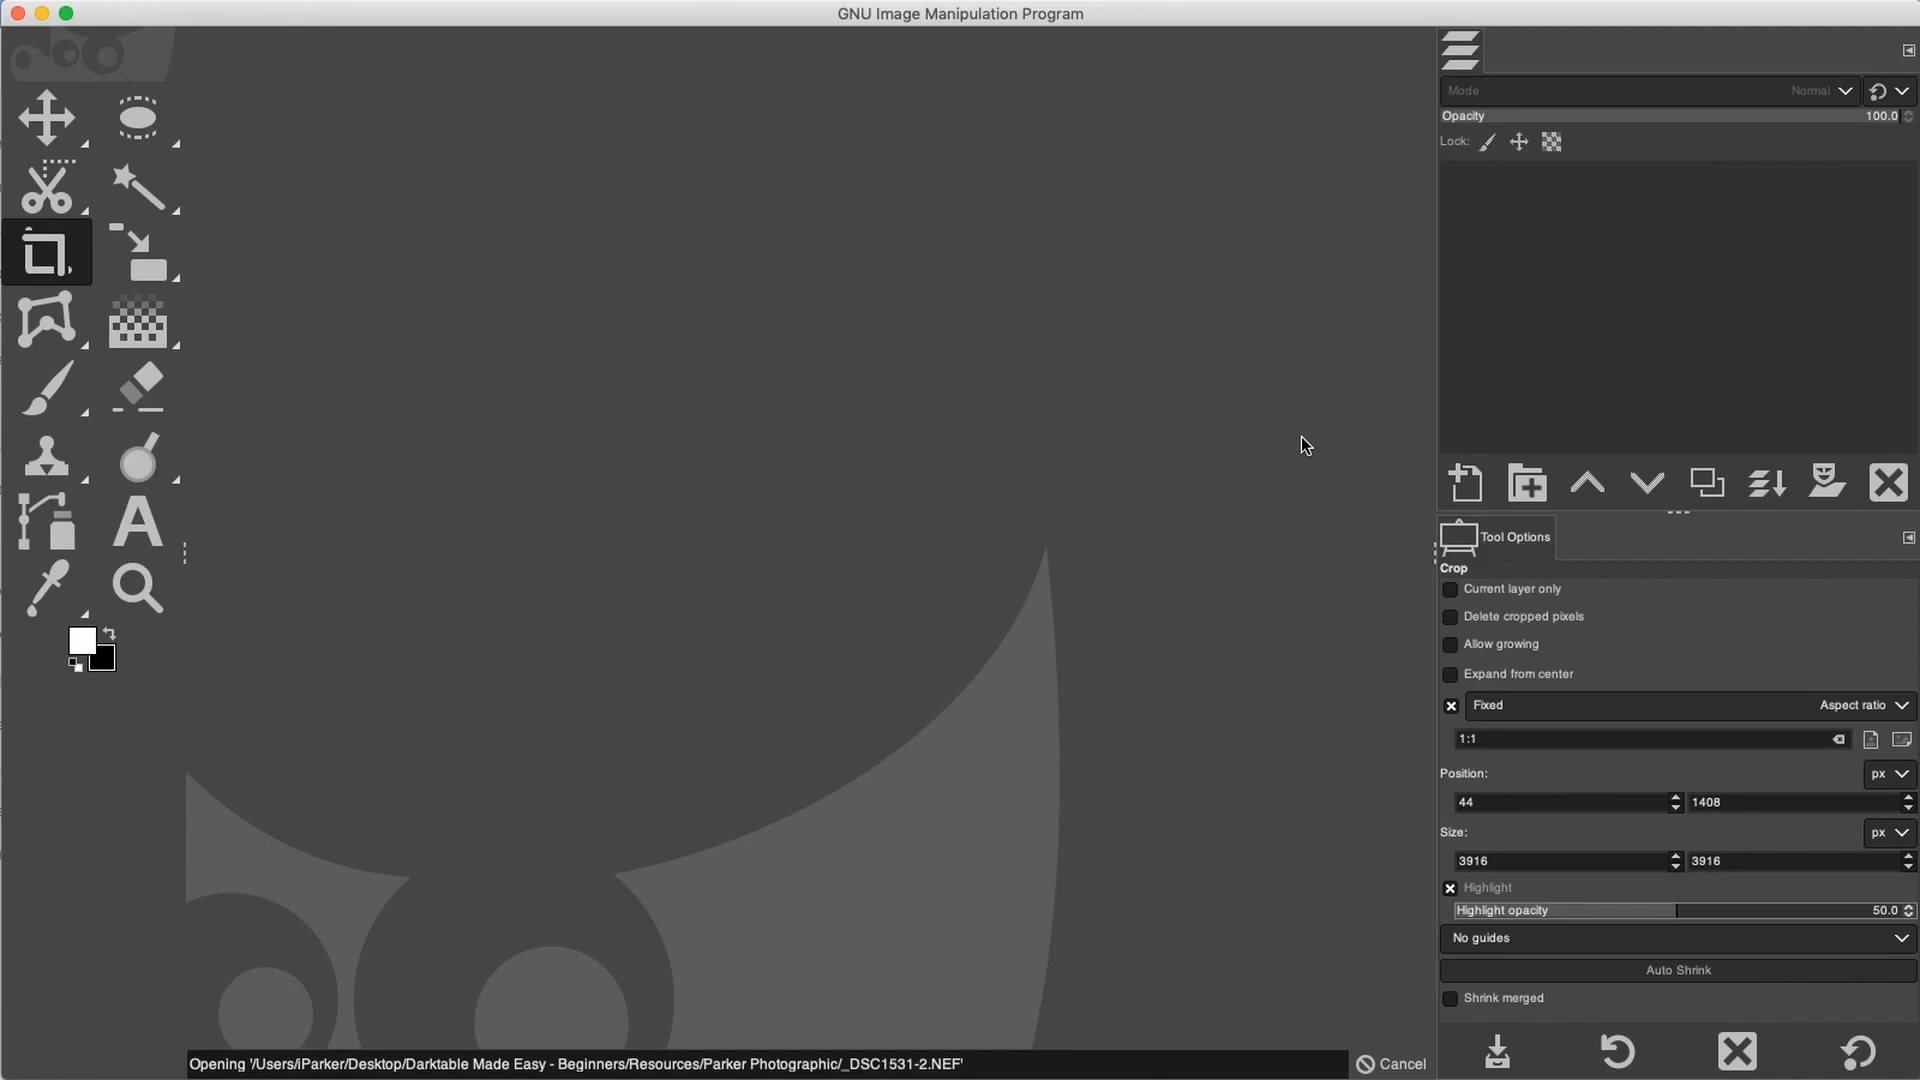 GNU Image Manipulation Program
Mode Normal
Opacity 100.0
Lock:
Tool Options
Crop
Current layer only
Delete cropped pixels
Allow growing
Expand from center
Fixed Aspect ratio
1:1
Position: px
44 1408
Size: px
3916 3916
Highlight
Highlight opacity 50.0
No guides
Auto Shrink
Shrink merged
Opening '/Users/iParker/Desktop/Darktable Made Easy - Beginners/Resources/Parker Photographic/_DSC1531-2.NEF' Cancel